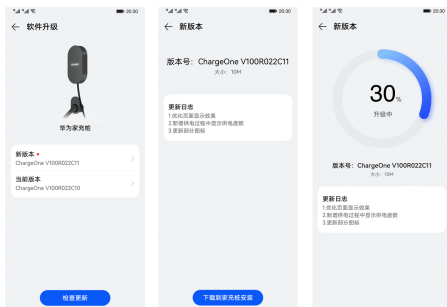 20:30
← 软件升级
华为家充桩
新版本
ChargeOne V100R022C11
当前版本
ChargeOne V100R022C10
检查更新
20:30
← 新版本
版本号: ChargeOne V100R022C11
大小: 10M
更新日志
1.优化页面显示效果
2.新增供电过程中显示供电度数
3.更新部分图标
下载到家充桩安装
20:30
← 新版本
30%
升级中
版本号: ChargeOne V100R022C11
大小: 10M
更新日志
1.优化页面显示效果
2.新增供电过程中显示供电度数
3.更新部分图标